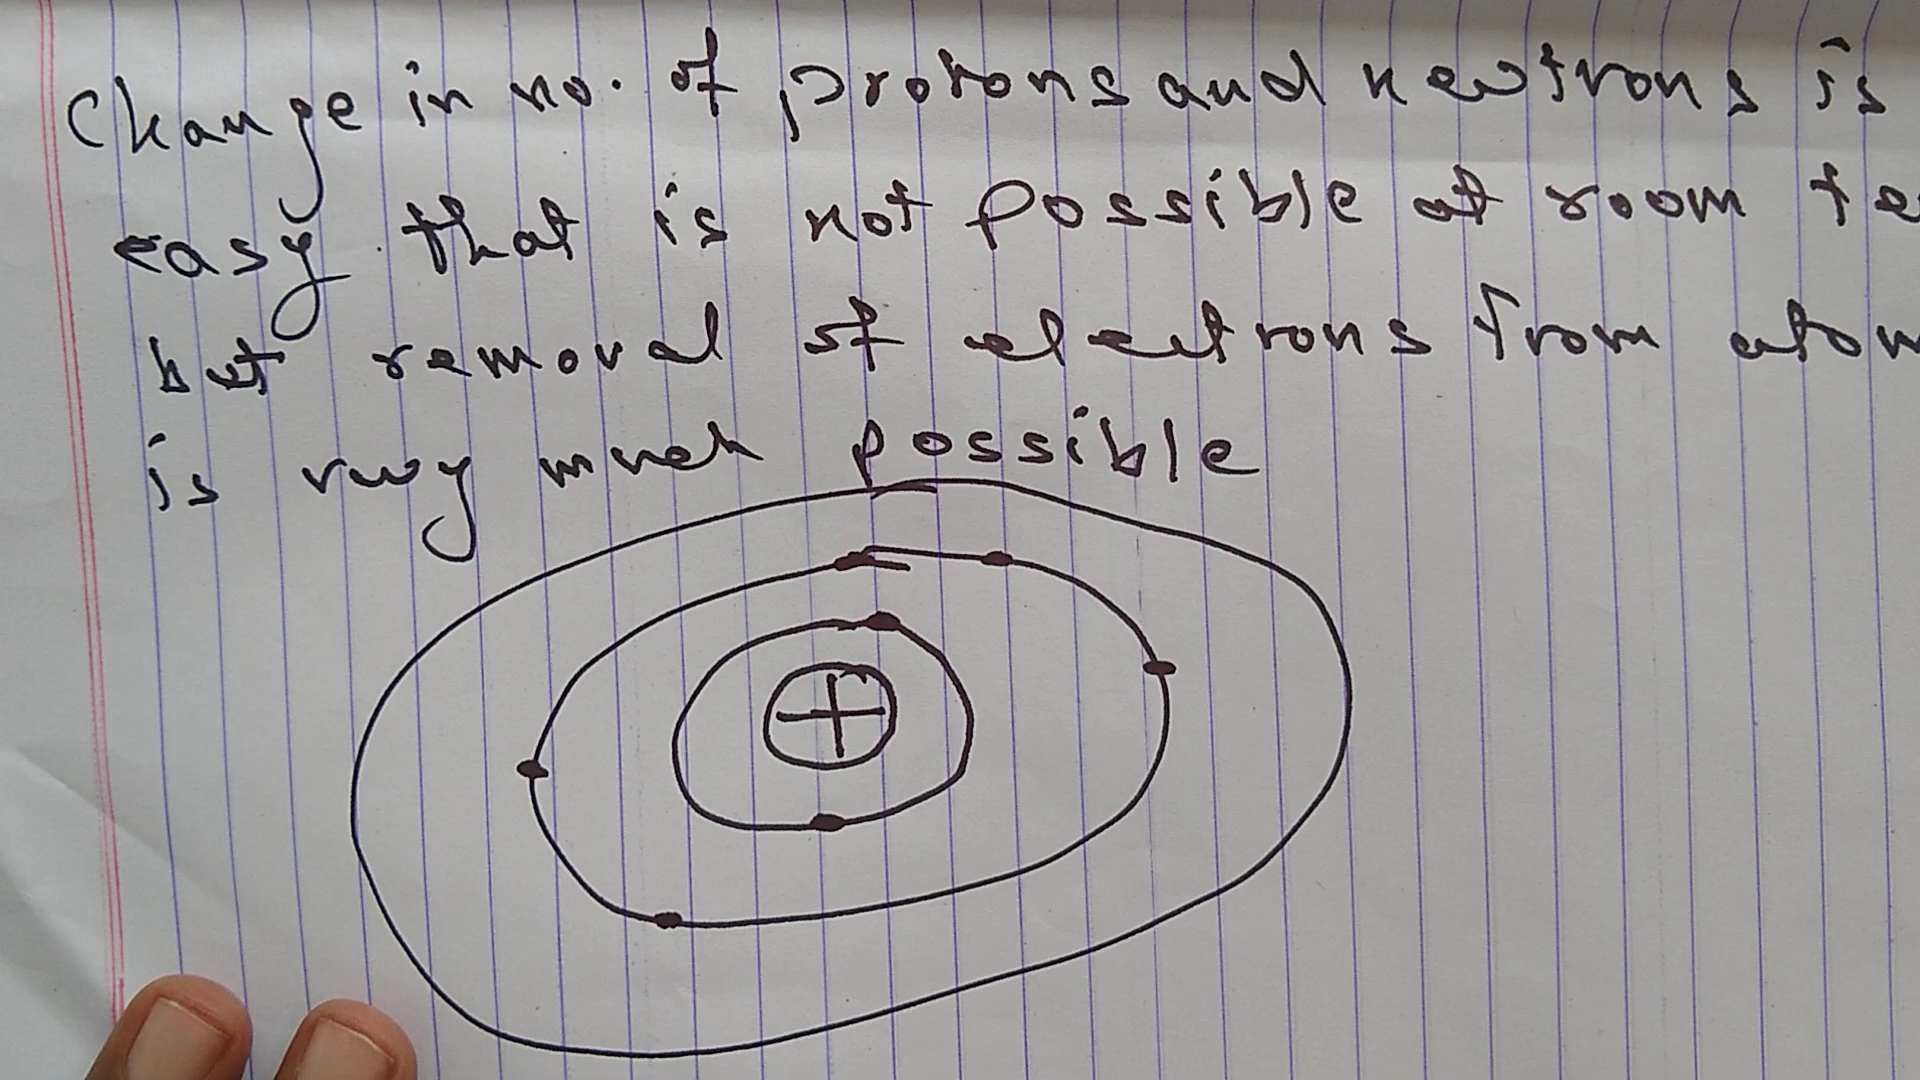 Change in no. of protons and neutrons is
easy. that is not possible at room te
but removal of electrons from atom
is very much possible